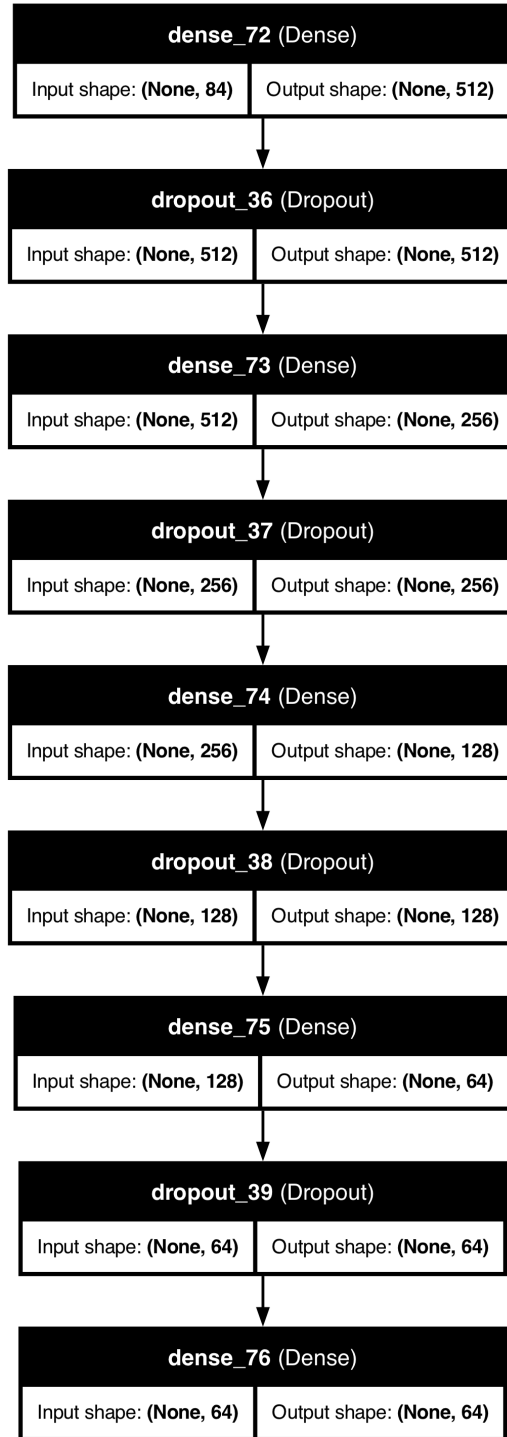 dense_72 (Dense)
Input shape: (None, 84) Output shape: (None, 512)
dropout_36 (Dropout)
Input shape: (None, 512) Output shape: (None, 512)
dense_73 (Dense)
Input shape: (None, 512) Output shape: (None, 256)
dropout_37 (Dropout)
Input shape: (None, 256) Output shape: (None, 256)
dense_74 (Dense)
Input shape: (None, 256) Output shape: (None, 128)
dropout_38 (Dropout)
Input shape: (None, 128) Output shape: (None, 128)
dense_75 (Dense)
Input shape: (None, 128) Output shape: (None, 64)
dropout_39 (Dropout)
Input shape: (None, 64) Output shape: (None, 64)
dense_76 (Dense)
Input shape: (None, 64) Output shape: (None, 64)